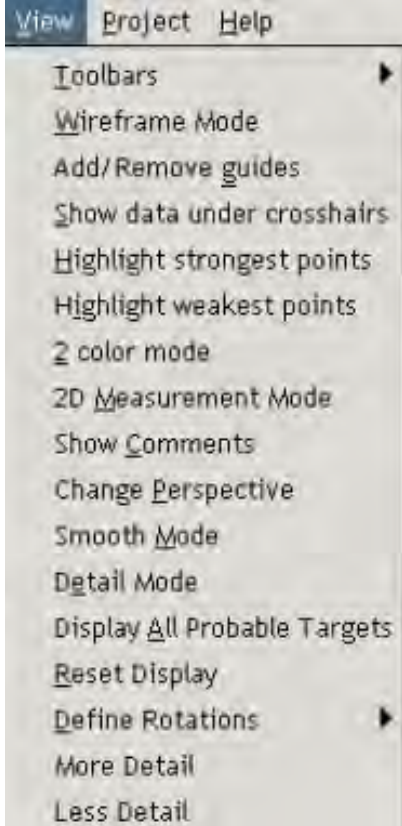 View Project Help
Toolbars
Wireframe Mode
Add/Remove guides
Show data under crosshairs
Highlight strongest points
Highlight weakest points
2 color mode
2D Measurement Mode
Show Comments
Change Perspective
Smooth Mode
Detail Mode
Display All Probable Targets
Reset Display
Define Rotations
More Detail
Less Detail